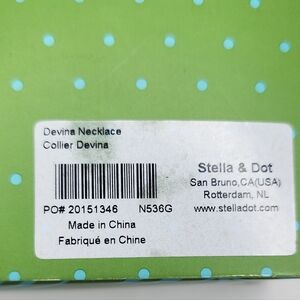 Devina Necklace
Collier Devina
Stella & Dot
San Bruno,CA(USA)
Rotterdam, NL
PO# 20151346 N536G
www.stelladot.com
Made in China
Fabriqué en Chine